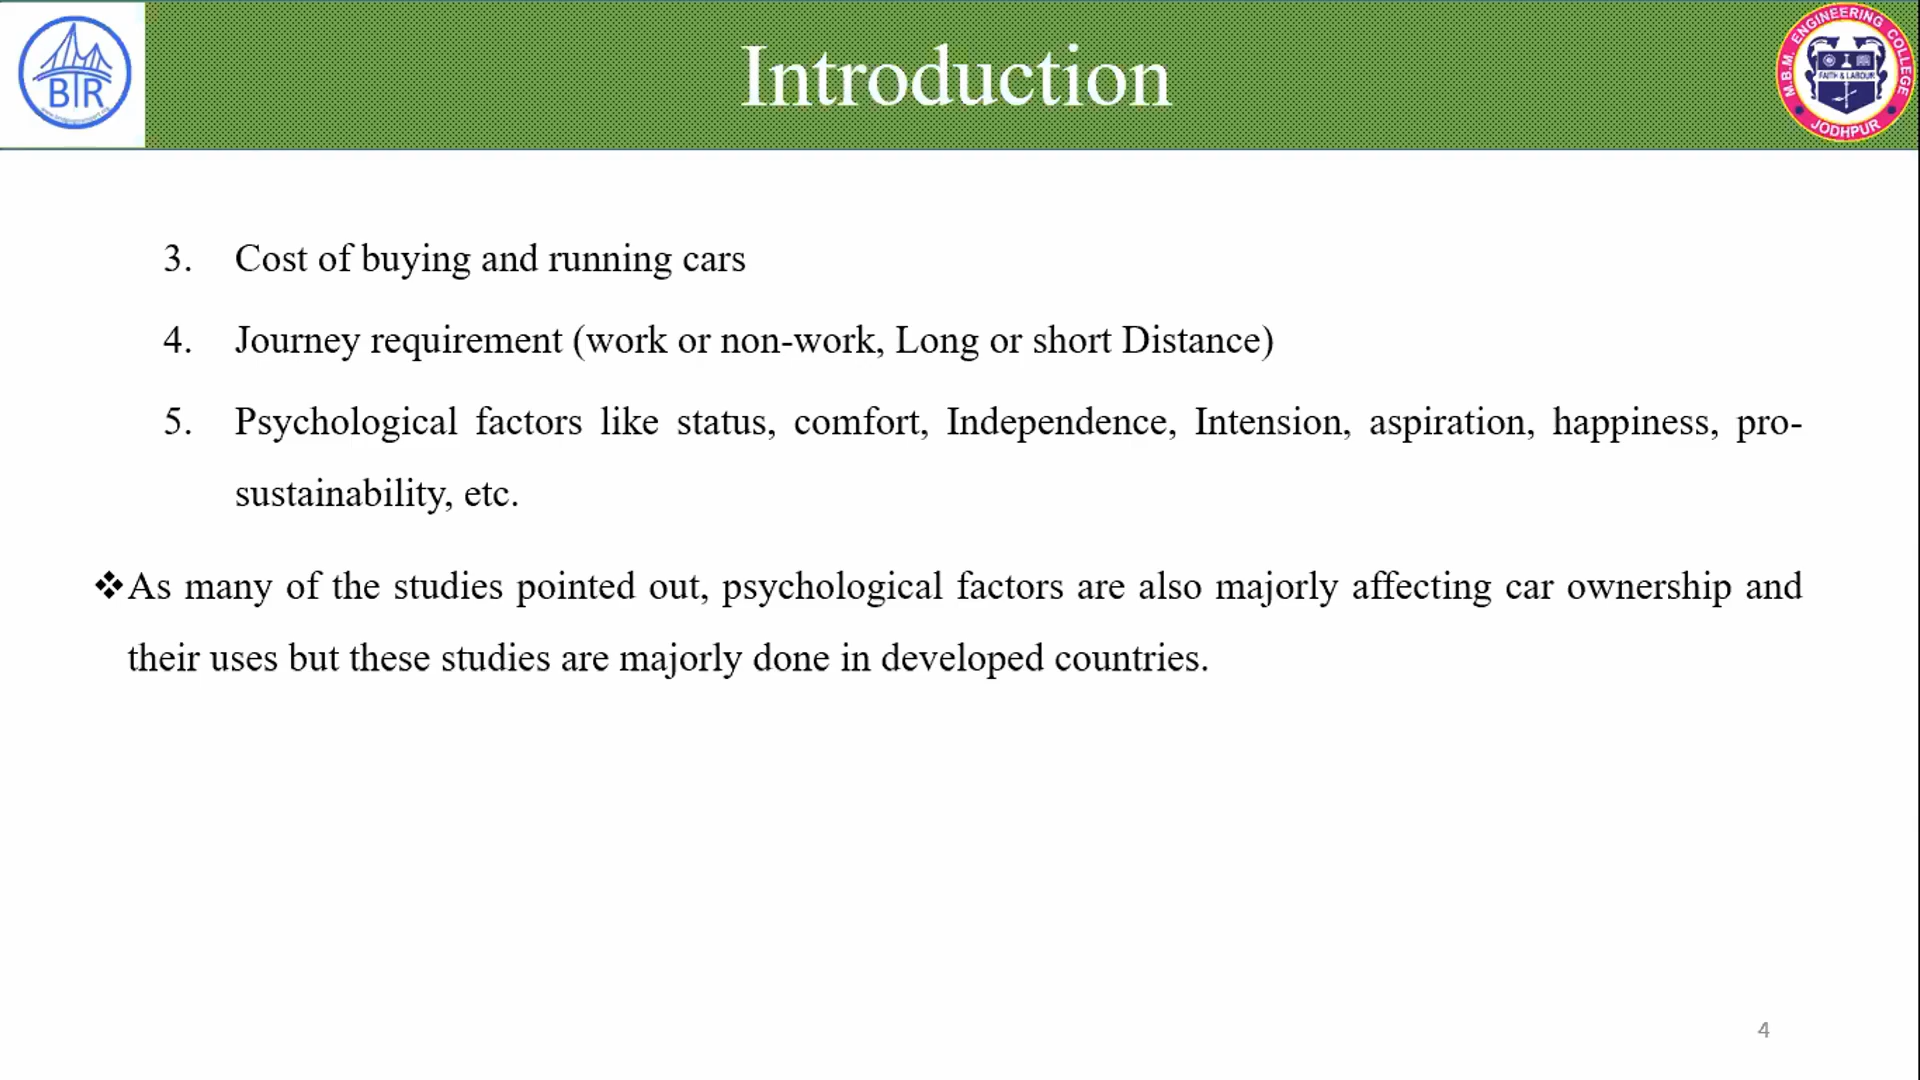 BTR
Introduction
M.B.M. ENGINEERING COLLEGE
FAITH & LABOUR
JODHPUR
3. Cost of buying and running cars
4. Journey requirement (work or non-work, Long or short Distance)
5. Psychological factors like status, comfort, Independence, Intension, aspiration, happiness, pro-
sustainability, etc.
❖As many of the studies pointed out, psychological factors are also majorly affecting car ownership and
their uses but these studies are majorly done in developed countries.
4